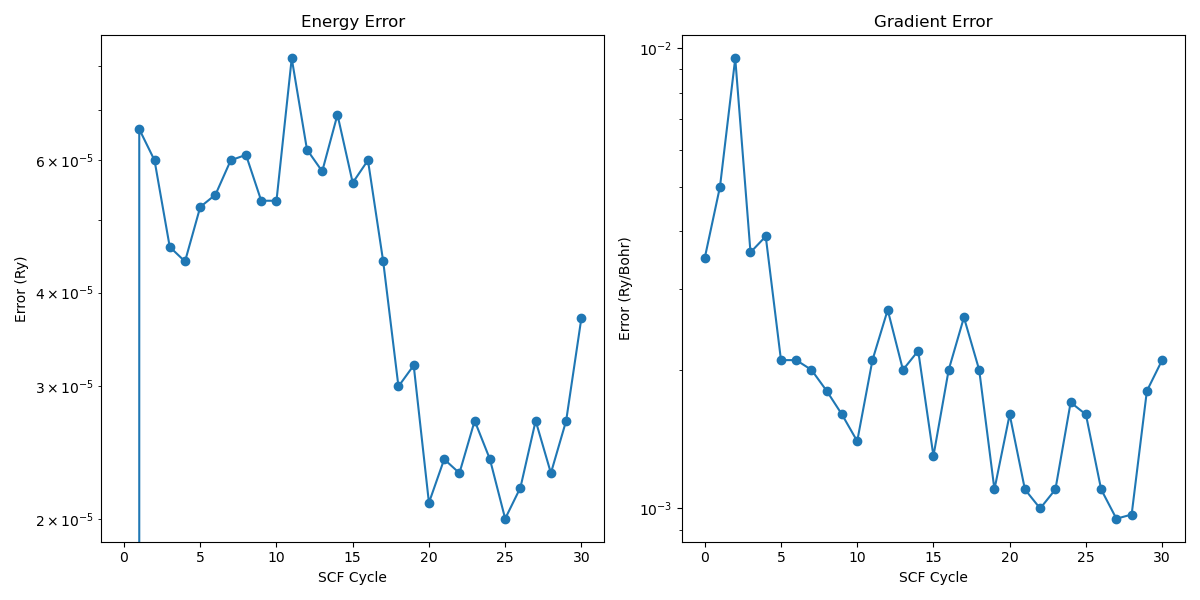 Energy Error
Error (Ry)
6 × 10⁻⁵
4 × 10⁻⁵
3 × 10⁻⁵
2 × 10⁻⁵
0 5 10 15 20 25 30
SCF Cycle
Gradient Error
Error (Ry/Bohr)
10⁻²
10⁻³
0 5 10 15 20 25 30
SCF Cycle